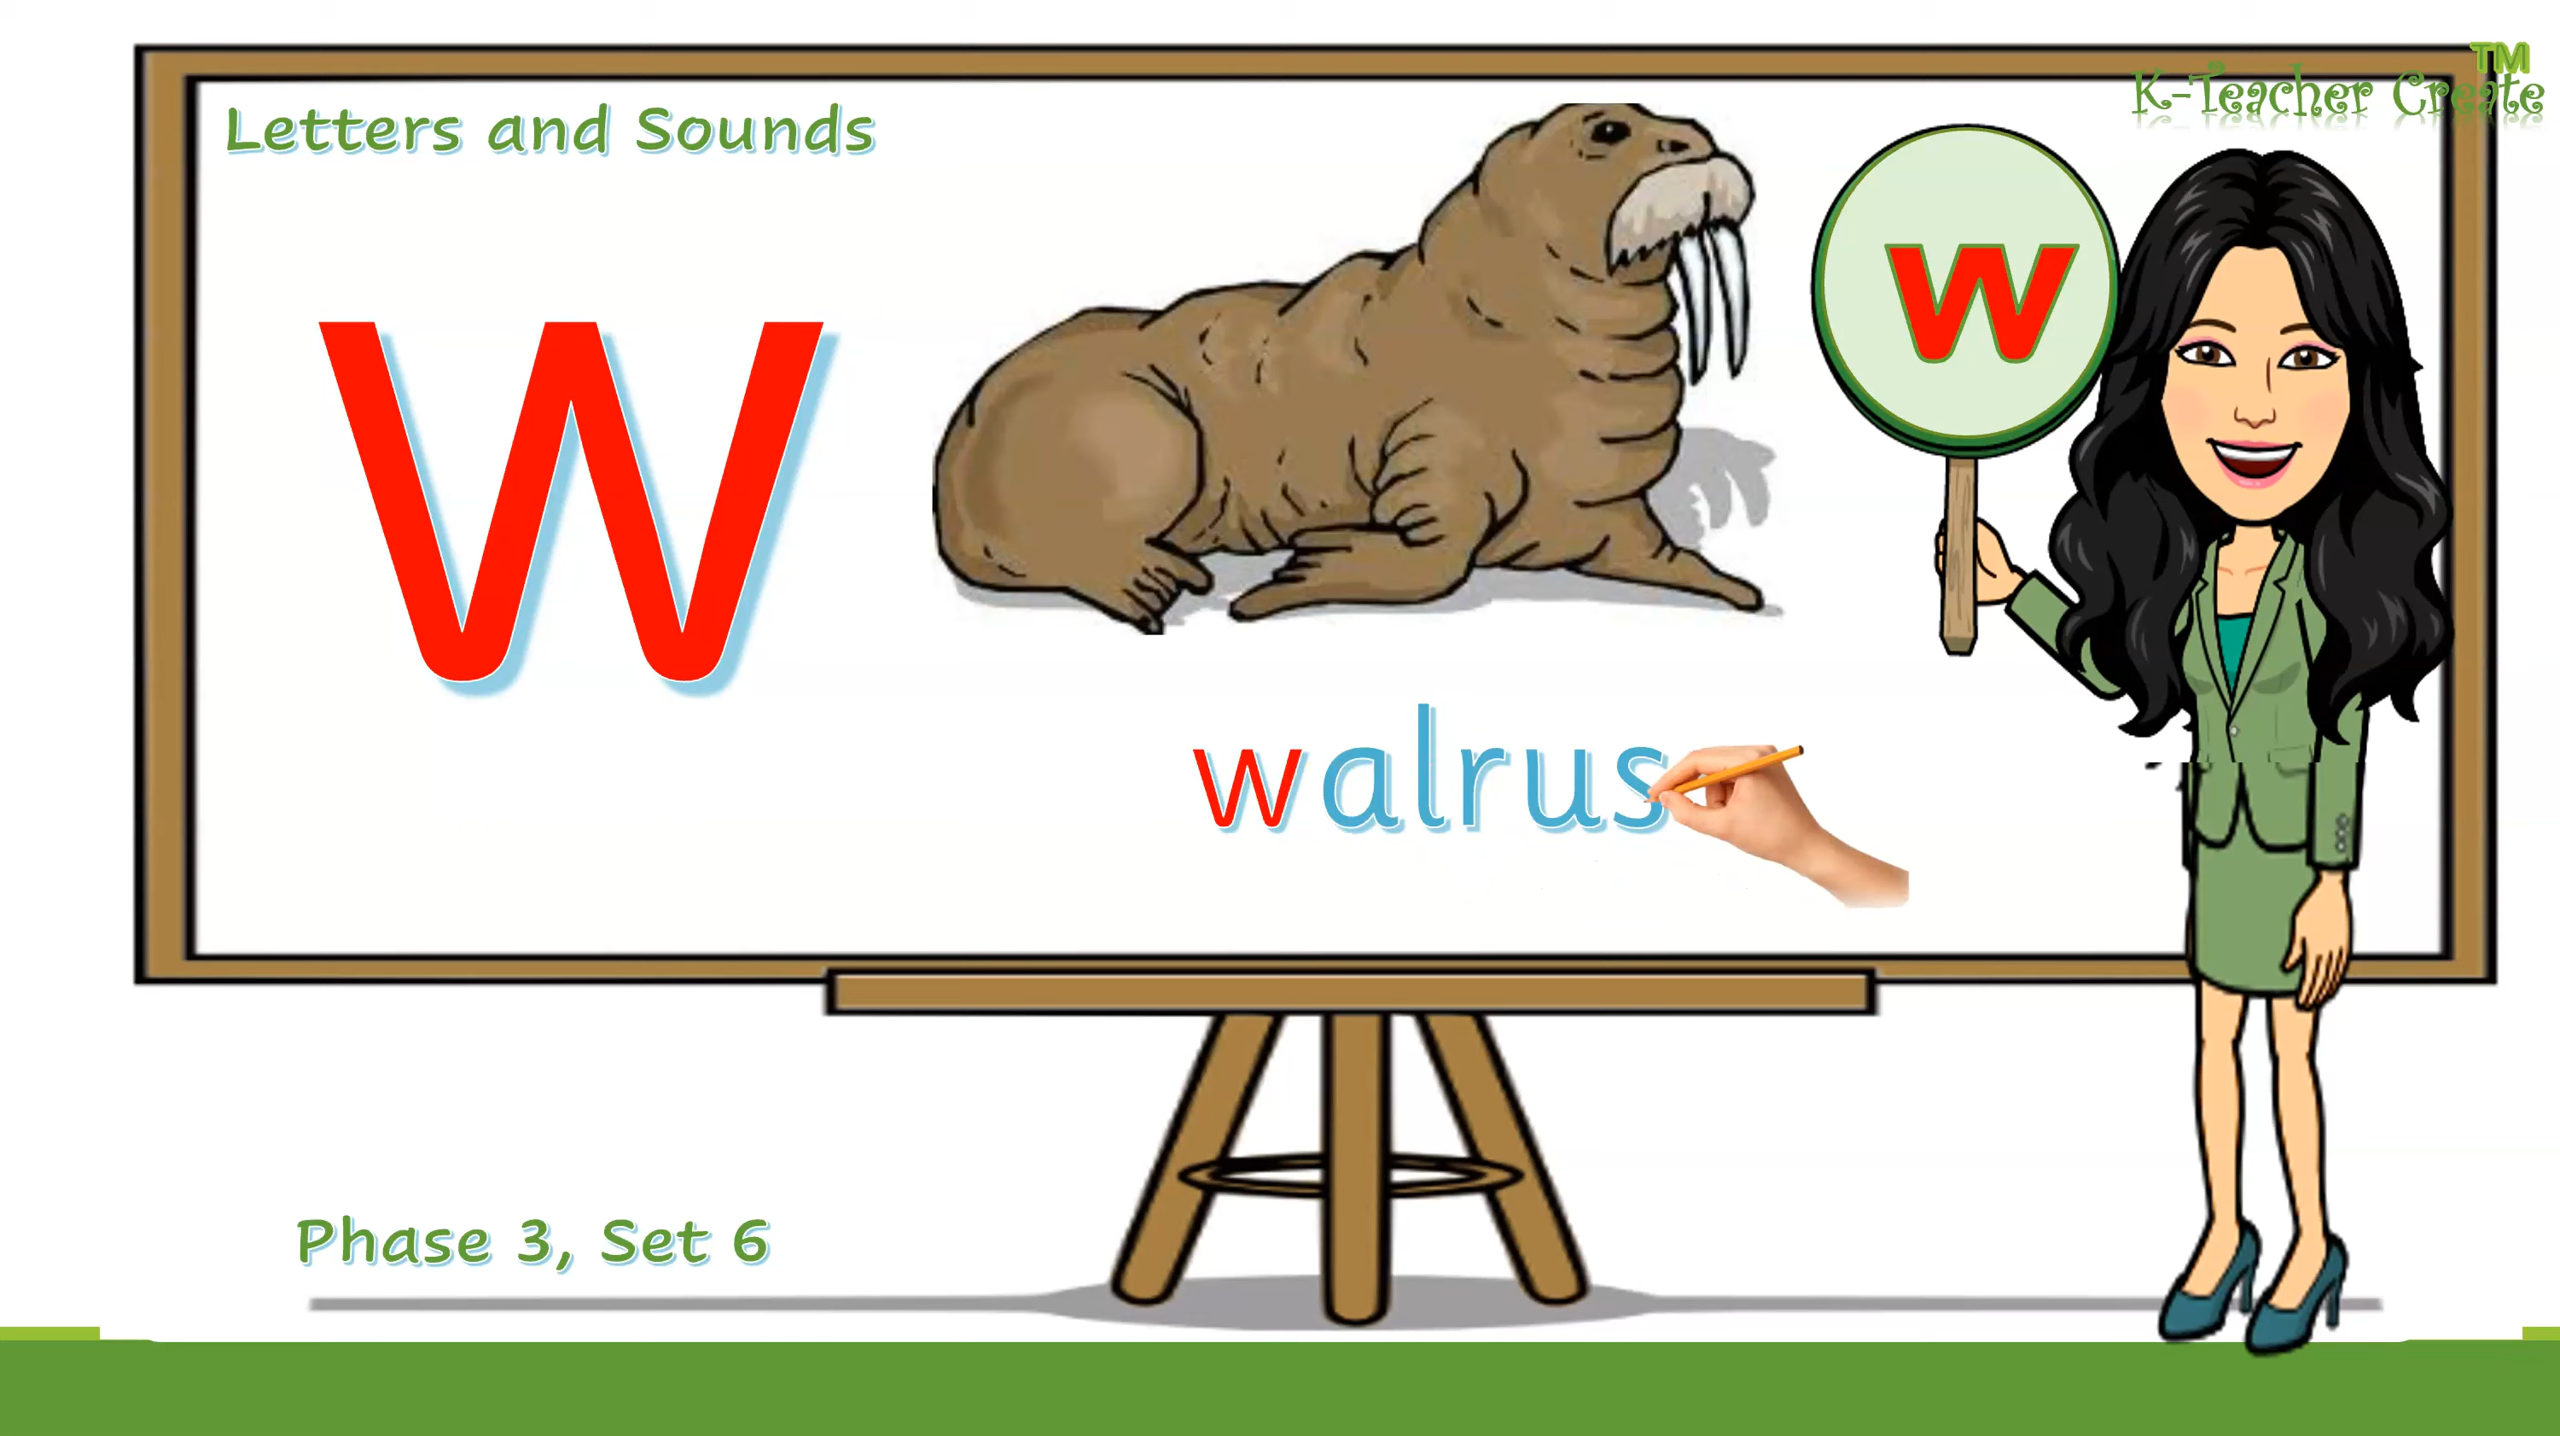 TM
K-Teacher Create
Letters and Sounds
w
w
walrus
Phase 3, Set 6